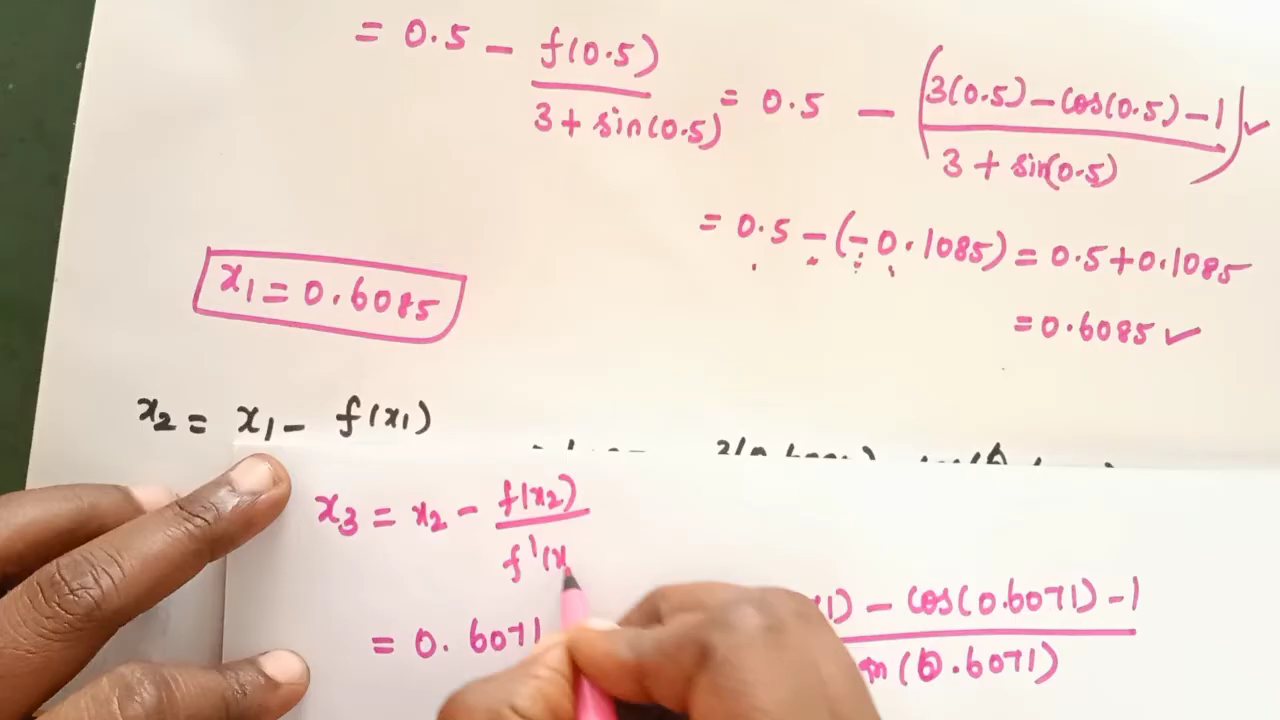 = 0.5 - f(0.5) / 3 + sin(0.5) = 0.5 - (3(0.5) - cos(0.5) - 1 / 3 + sin(0.5)) ✓
= 0.5 - (-0.1085) = 0.5 + 0.1085
x₁ = 0.6085
= 0.6085 ✓
x₂ = x₁ - f(x₁)
x₃ = x₂ - f(x₂) / f'(x
= 0.6071 1) - cos(0.6071) - 1 / n(0.6071)